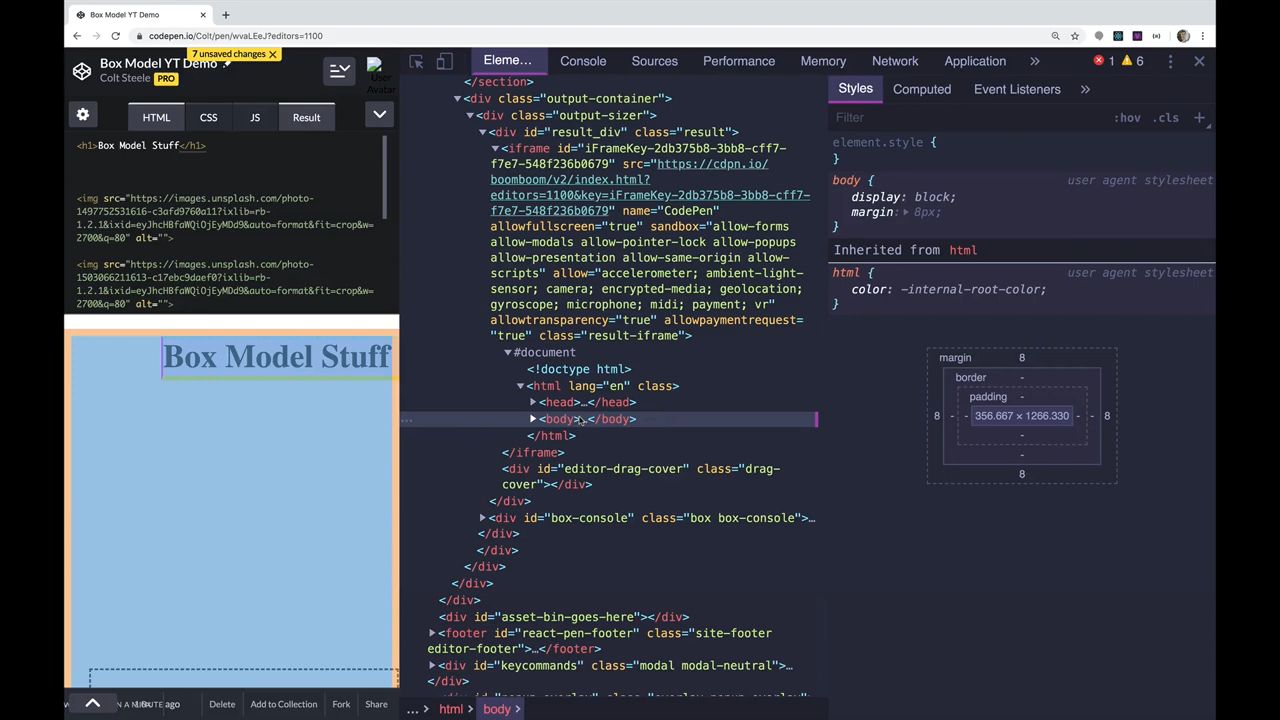 Box Model YT Demo
codepen.io/Colt/pen/wvaLEeJ?editors=1100
7 unsaved changes
Box Model YT Demo
Colt Steele PRO
User Avatar
HTML CSS JS Result
<h1>Box Model Stuff</h1>
<img src="https://images.unsplash.com/photo-
1497752531616-c3afd9760a11?ixlib=rb-
1.2.1&ixid=eyJhcHBfaWQiOjEyMDd9&auto=format&fit=crop&w=
2700&q=80" alt="">
<img src="https://images.unsplash.com/photo-
1503066211613-c17ebc9daef0?ixlib=rb-
1.2.1&ixid=eyJhcHBfaWQiOjEyMDd9&auto=format&fit=crop&w=
2700&q=80" alt="">
Box Model Stuff
ago
Delete Add to Collection Fork Share
Eleme… Console Sources Performance Memory Network Application » 1 6
</section>
<div class="output-container">
<div class="output-sizer">
<div id="result_div" class="result">
<iframe id="iFrameKey-2db375b8-3bb8-cff7-
f7e7-548f236b0679" src="https://cdpn.io/
boomboom/v2/index.html?
editors=1100&key=iFrameKey-2db375b8-3bb8-cff7-
f7e7-548f236b0679" name="CodePen"
allowfullscreen="true" sandbox="allow-forms
allow-modals allow-pointer-lock allow-popups
allow-presentation allow-same-origin allow-
scripts" allow="accelerometer; ambient-light-
sensor; camera; encrypted-media; geolocation;
gyroscope; microphone; midi; payment; vr"
allowtransparency="true" allowpaymentrequest=
"true" class="result-iframe">
#document
<!doctype html>
<html lang="en" class>
<head>…</head>
<body>…</body>
</html>
</iframe>
<div id="editor-drag-cover" class="drag-
cover"></div>
</div>
<div id="box-console" class="box box-console">…
</div>
</div>
</div>
</div>
</div>
<div id="asset-bin-goes-here"></div>
<footer id="react-pen-footer" class="site-footer
editor-footer">…</footer>
<div id="keycommands" class="modal modal-neutral">…
</div>
… html body
Styles Computed Event Listeners »
Filter :hov .cls +
element.style {
}
body { user agent stylesheet
display: block;
margin: 8px;
}
Inherited from html
html { user agent stylesheet
color: -internal-root-color;
}
margin 8
border -
padding -
8 - - 356.667 × 1266.330 - - 8
-
-
8